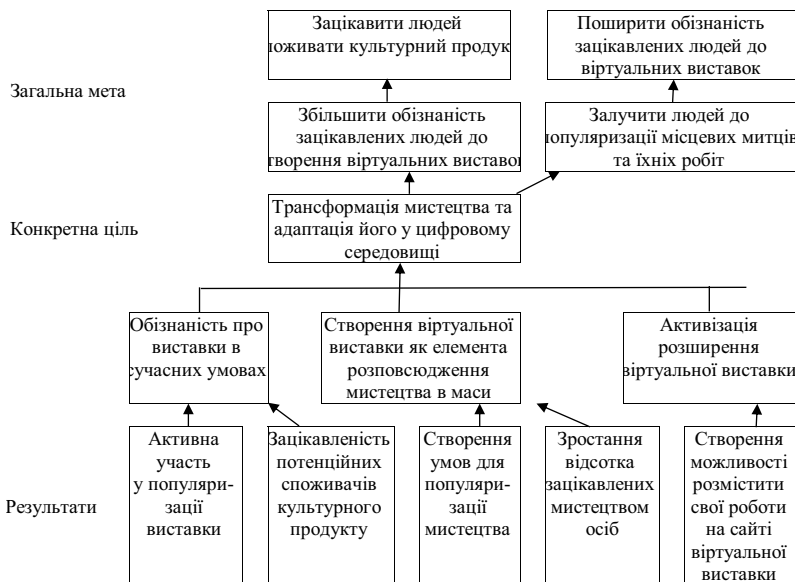 Зацікавити людей
поживати культурний продук
Поширити обізнаність
зацікавлених людей до
віртуальних виставок
Загальна мета
Збільшити обізнаність
зацікавлених людей до
творення віртуальних виставок
Залучити людей до
популяризації місцевих митців
та їхніх робіт
Конкретна ціль
Трансформація мистецтва та
адаптація його у цифровому
середовищі
Обізнаність про
виставки в
сучасних умовах
Створення віртуальної
виставки як елемента
розповсюдження
мистецтва в маси
Активізація
розширення
віртуальної виставки
Результати
Активна
участь
у популяри-
зації
виставки
Зацікавленість
потенційних
споживачів
культурного
продукту
Створення
умов для
популяри-
зації
мистецтва
Зростання
відсотка
зацікавлених
мистецтвом
осіб
Створення
можливості
розмістити
свої роботи
на сайті
віртуальної
виставки